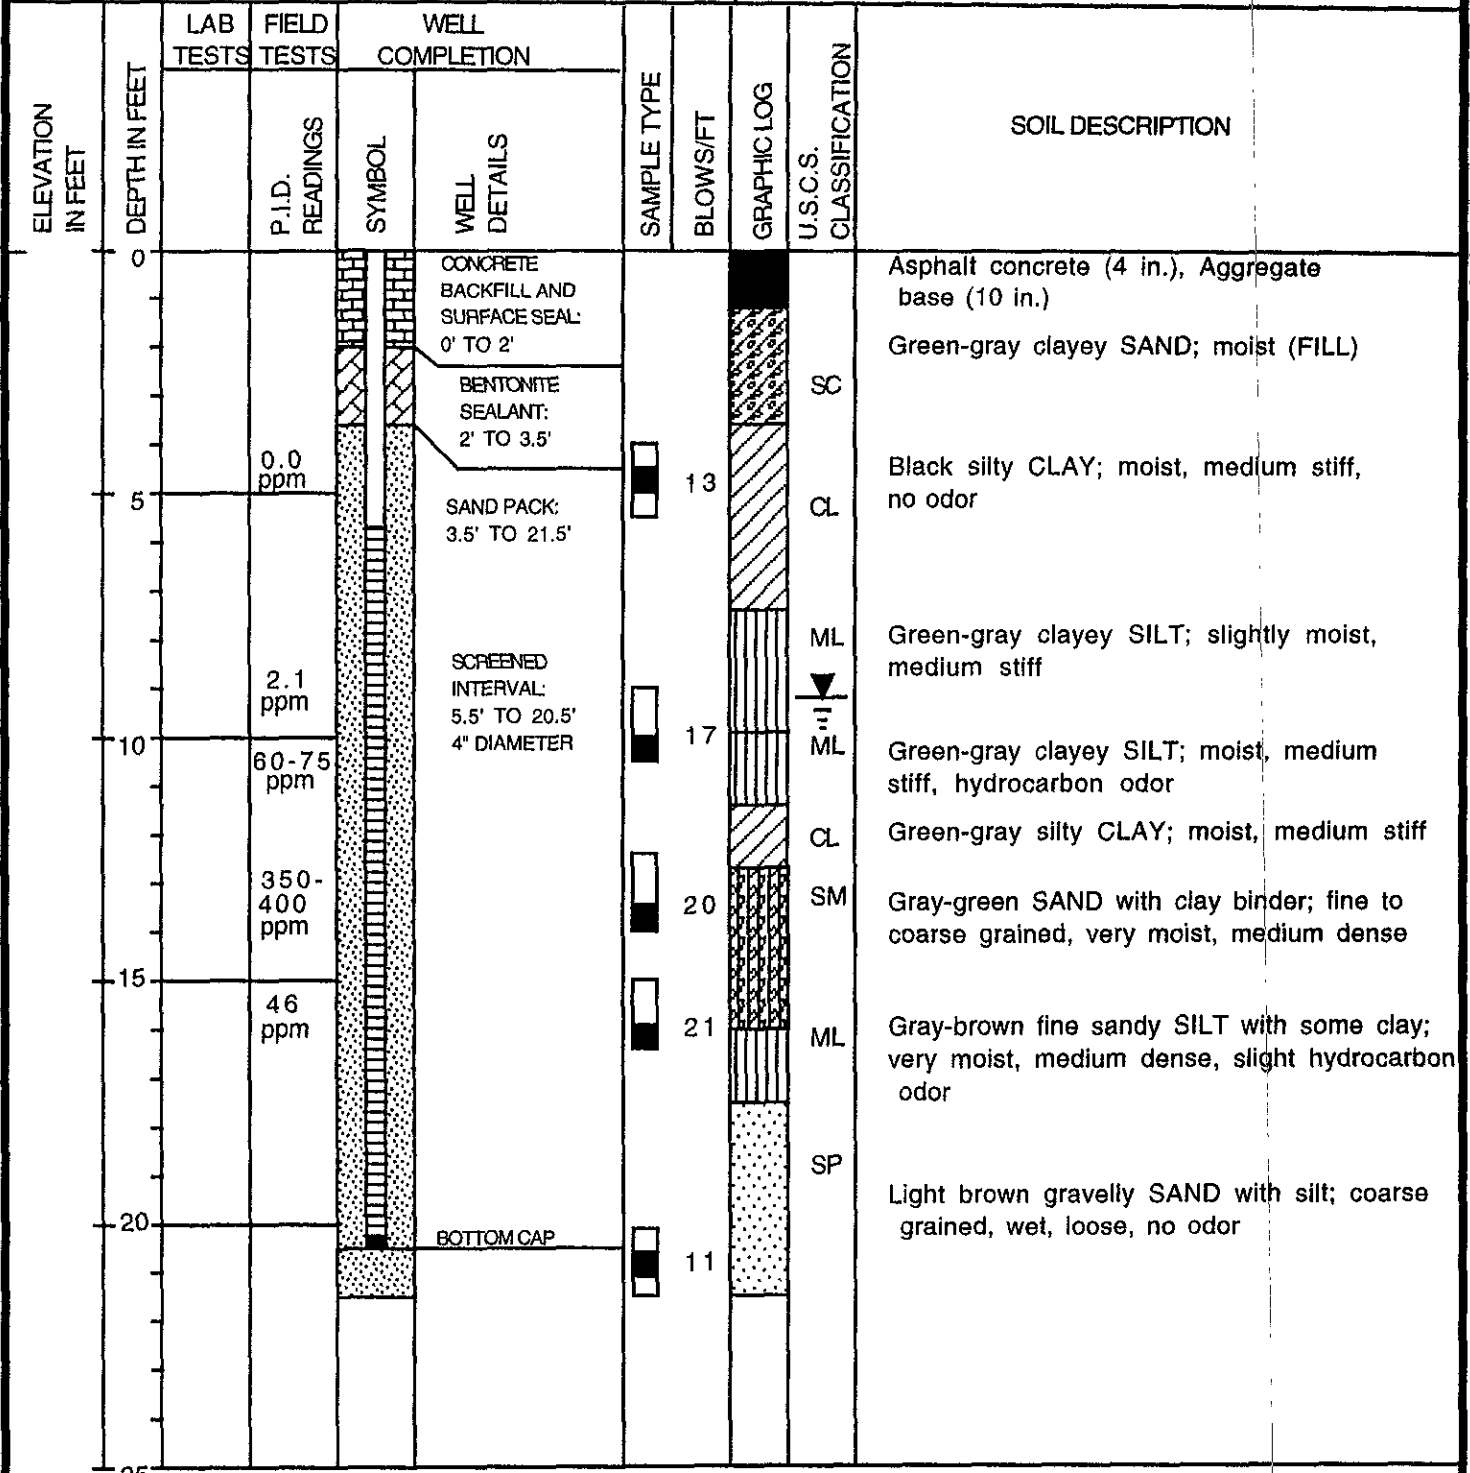 LAB
TESTS
FIELD
TESTS
WELL
COMPLETION
ELEVATION
IN FEET
DEPTH IN FEET
P.I.D.
READINGS
SYMBOL
WELL
DETAILS
SAMPLE TYPE
BLOWS/FT
GRAPHIC LOG
U.S.C.S.
CLASSIFICATION
SOIL DESCRIPTION
0
CONCRETE
BACKFILL AND
SURFACE SEAL:
0' TO 2'
Asphalt concrete (4 in.), Aggregate
base (10 in.)
Green-gray clayey SAND; moist (FILL)
SC
BENTONITE
SEALANT:
2' TO 3.5'
0.0
ppm
13
Black silty CLAY; moist, medium stiff,
no odor
5
SAND PACK:
3.5' TO 21.5'
CL
ML
Green-gray clayey SILT; slightly moist,
medium stiff
2.1
ppm
SCREENED
INTERVAL:
5.5' TO 20.5'
4" DIAMETER
10
17
60-75
ppm
ML
Green-gray clayey SILT; moist, medium
stiff, hydrocarbon odor
CL
Green-gray silty CLAY; moist, medium stiff
350-
400
ppm
20
SM
Gray-green SAND with clay binder; fine to
coarse grained, very moist, medium dense
15
46
ppm
21
ML
Gray-brown fine sandy SILT with some clay;
very moist, medium dense, slight hydrocarbon
odor
SP
Light brown gravelly SAND with silt; coarse
grained, wet, loose, no odor
20
BOTTOM CAP
11
25